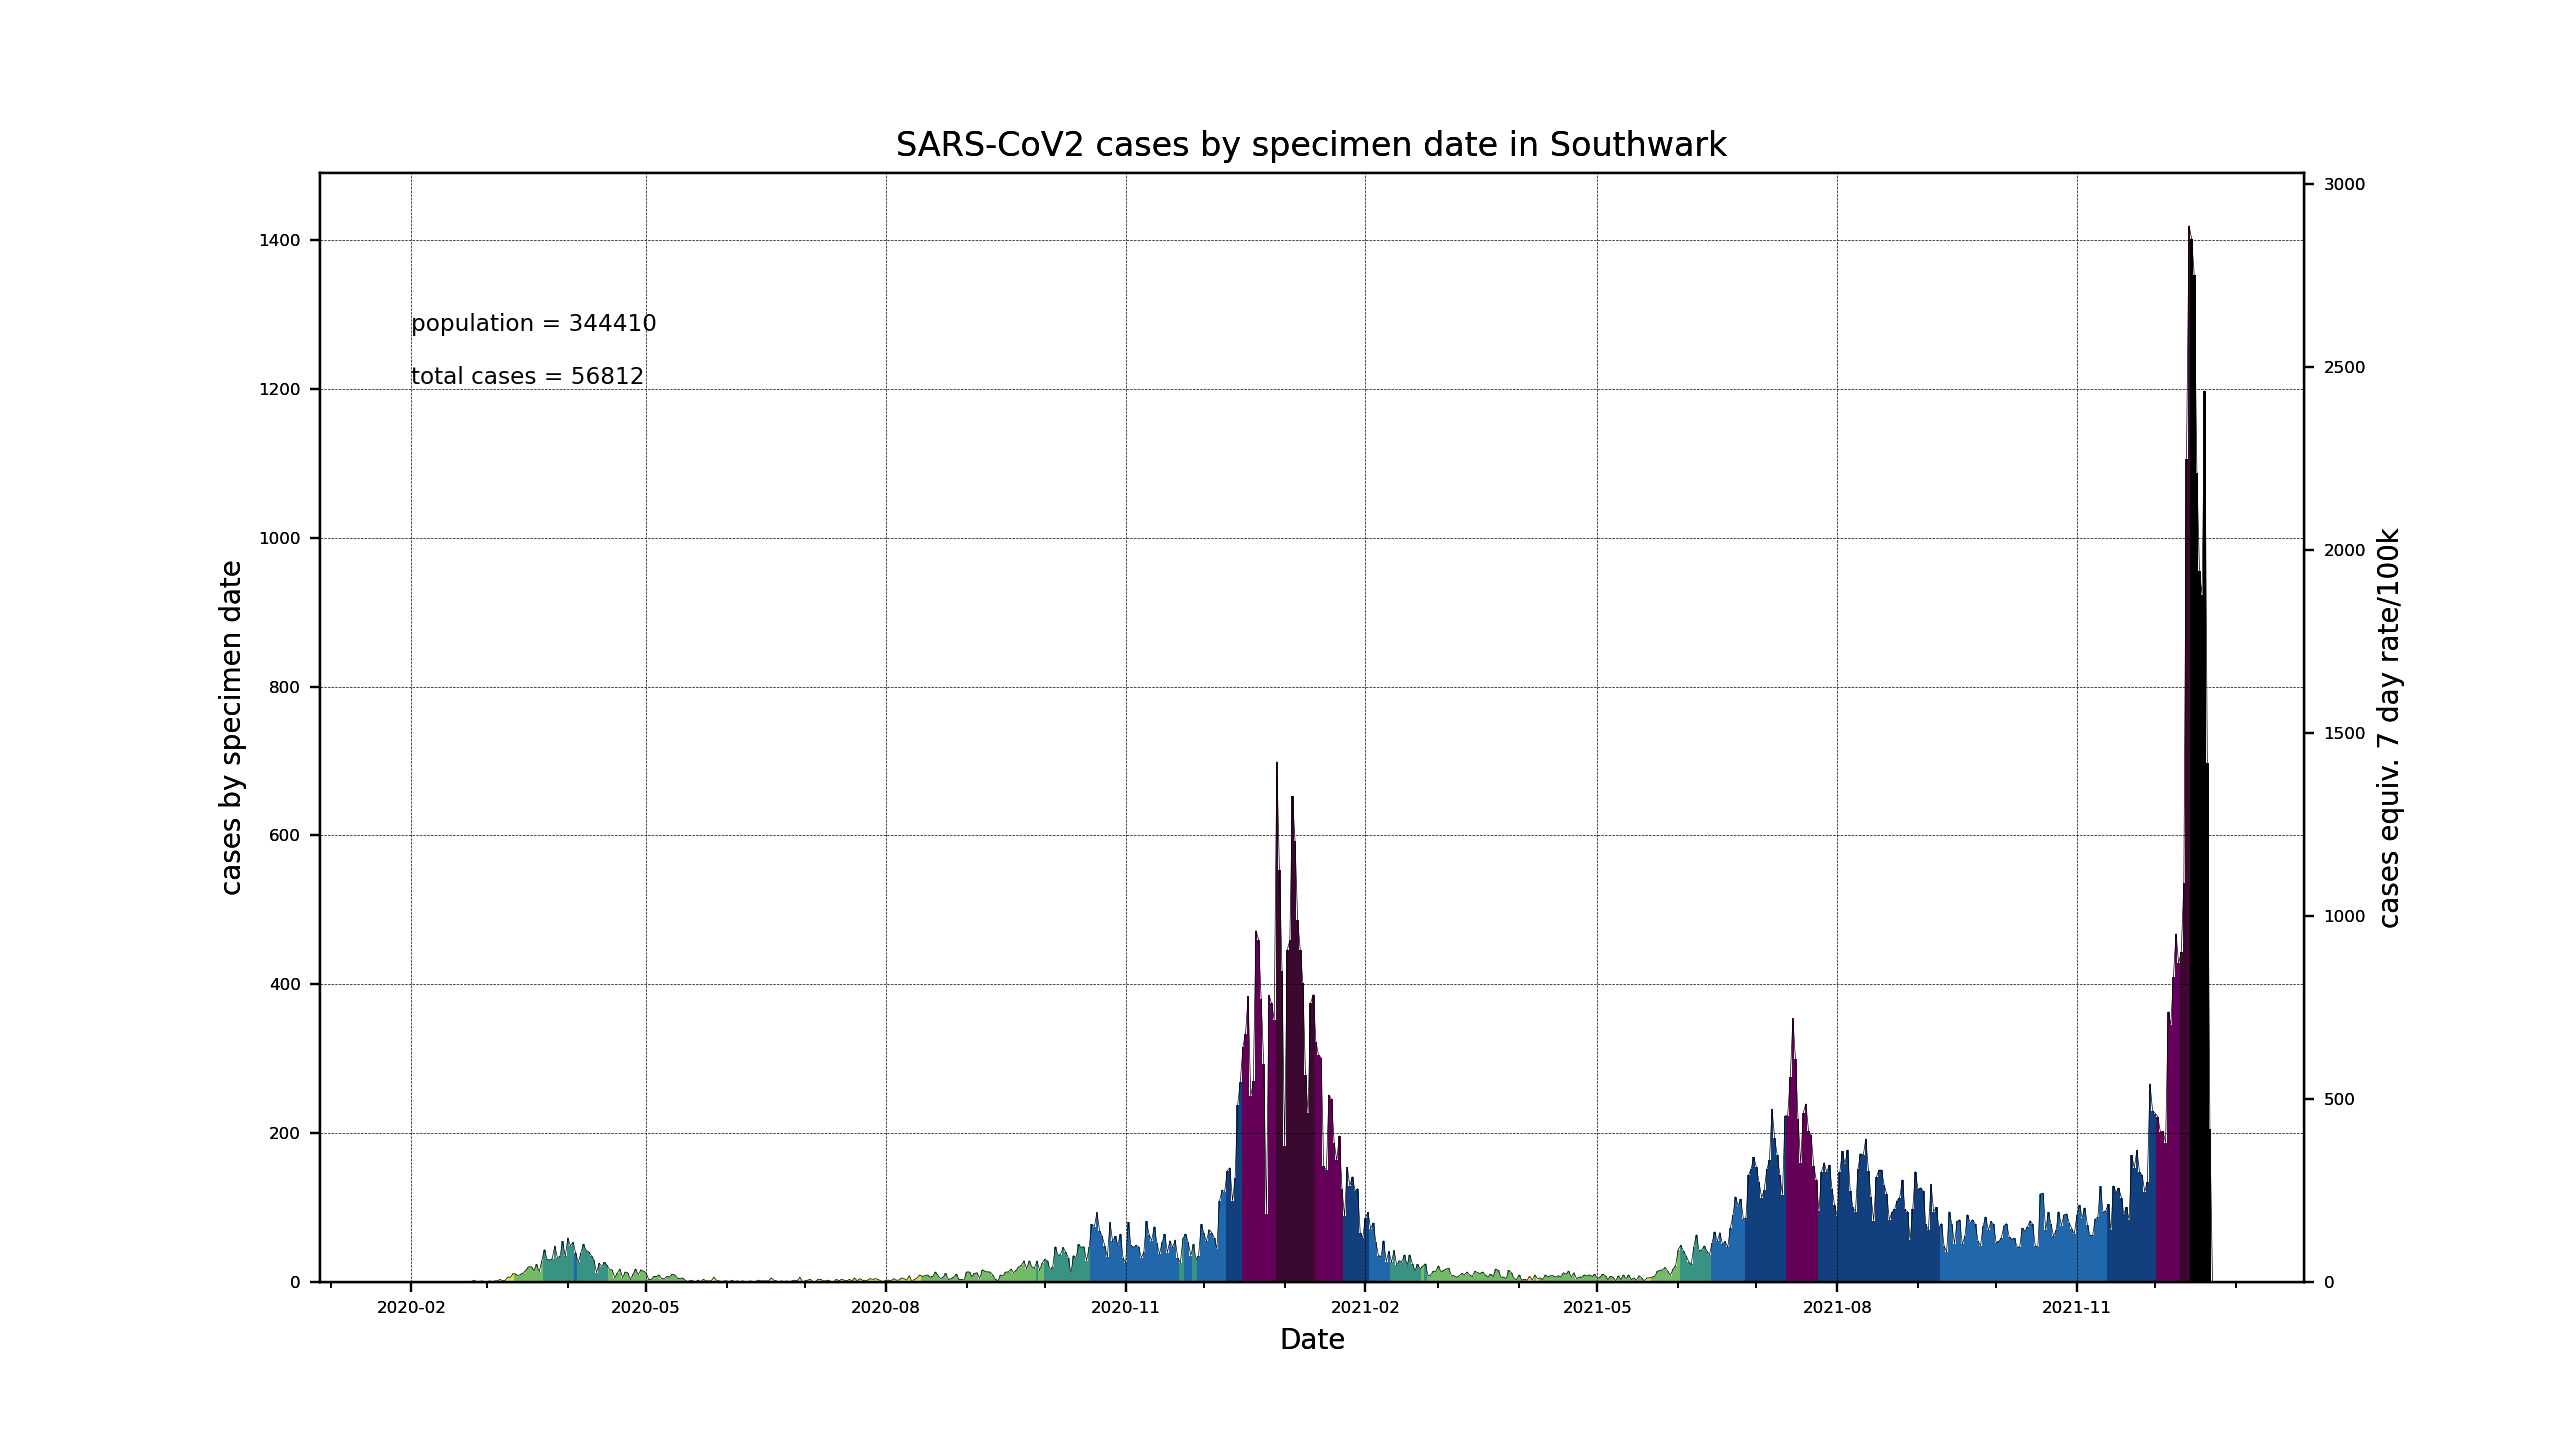 SARS-CoV2 cases by specimen date in Southwark
population = 344410
total cases = 56812
cases by specimen date
1400
1200
1000
800
600
400
200
0
3000
2500
2000
1500
1000
500
0
cases equiv. 7 day rate/100k
2020-02 2020-05 2020-08 2020-11 2021-02 2021-05 2021-08 2021-11
Date